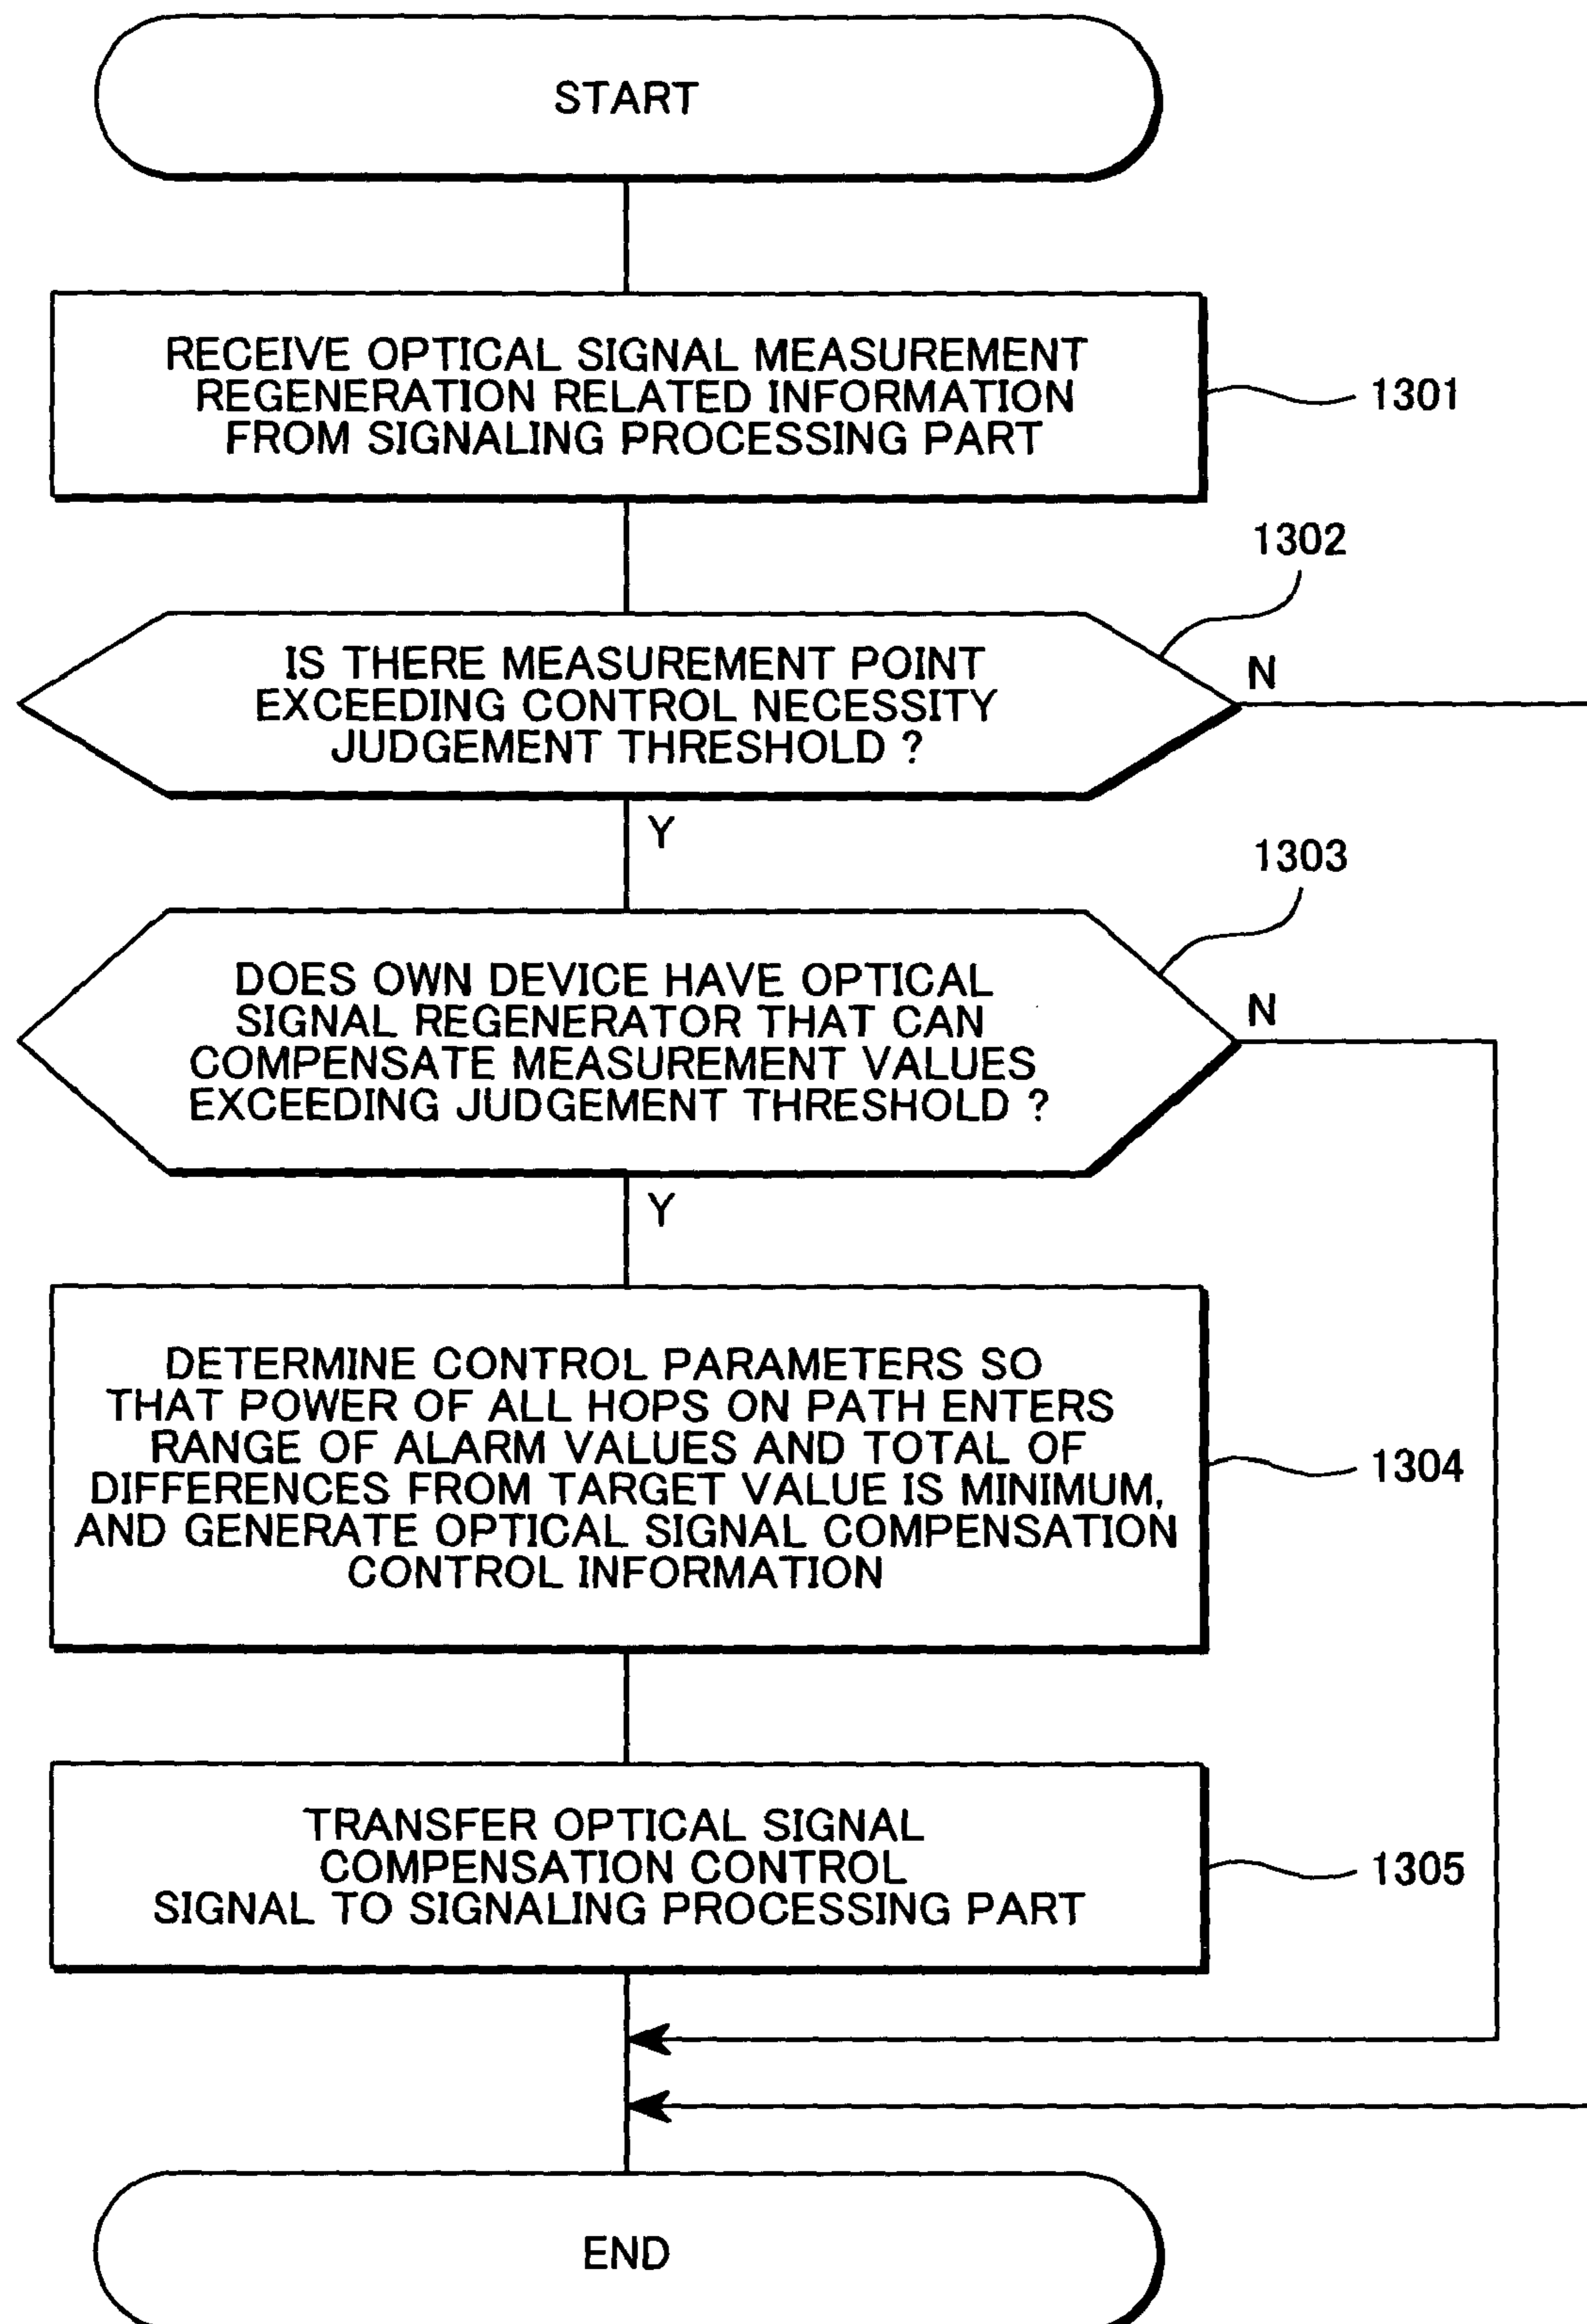 START
RECEIVE OPTICAL SIGNAL MEASUREMENT
REGENERATION RELATED INFORMATION
FROM SIGNALING PROCESSING PART
1301
1302
IS THERE MEASUREMENT POINT
EXCEEDING CONTROL NECESSITY
JUDGEMENT THRESHOLD ?
N
Y
1303
DOES OWN DEVICE HAVE OPTICAL
SIGNAL REGENERATOR THAT CAN
COMPENSATE MEASUREMENT VALUES
EXCEEDING JUDGEMENT THRESHOLD ?
N
Y
DETERMINE CONTROL PARAMETERS SO
THAT POWER OF ALL HOPS ON PATH ENTERS
RANGE OF ALARM VALUES AND TOTAL OF
DIFFERENCES FROM TARGET VALUE IS MINIMUM,
AND GENERATE OPTICAL SIGNAL COMPENSATION
CONTROL INFORMATION
1304
TRANSFER OPTICAL SIGNAL
COMPENSATION CONTROL
SIGNAL TO SIGNALING PROCESSING PART
1305
END